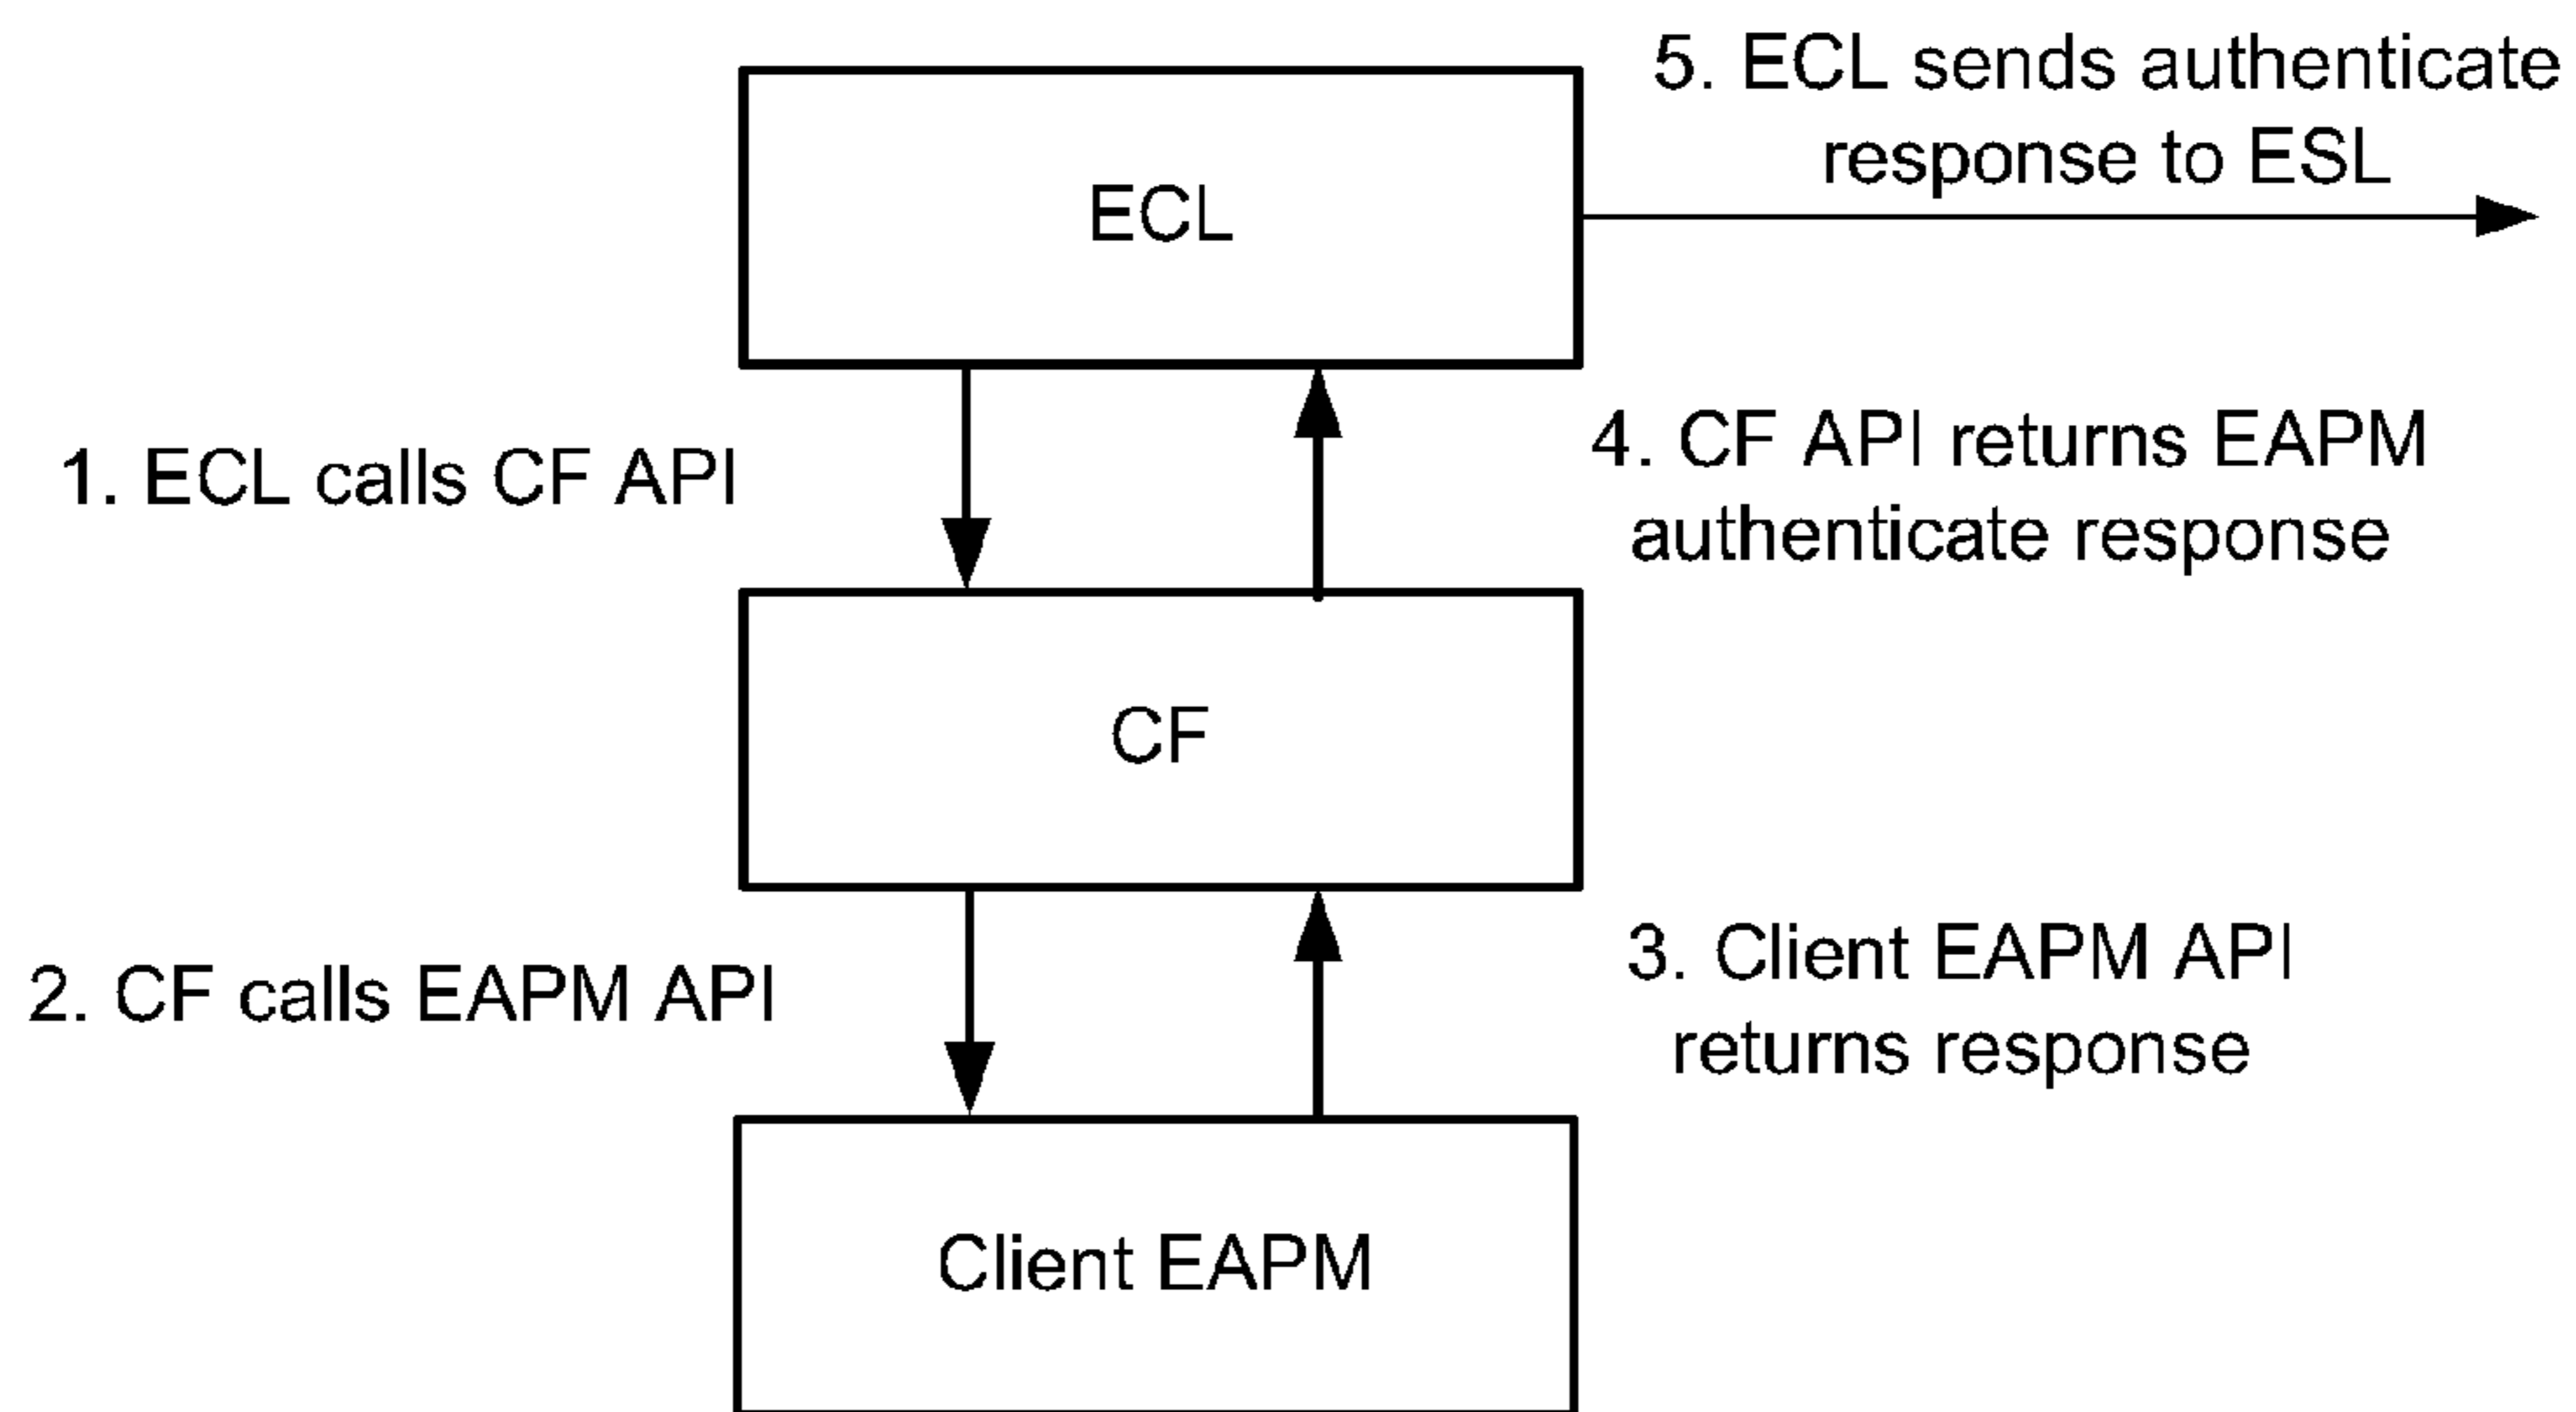 5. ECL sends authenticate
response to ESL
ECL
1. ECL calls CF API
4. CF API returns EAPM
authenticate response
CF
2. CF calls EAPM API
3. Client EAPM API
returns response
Client EAPM